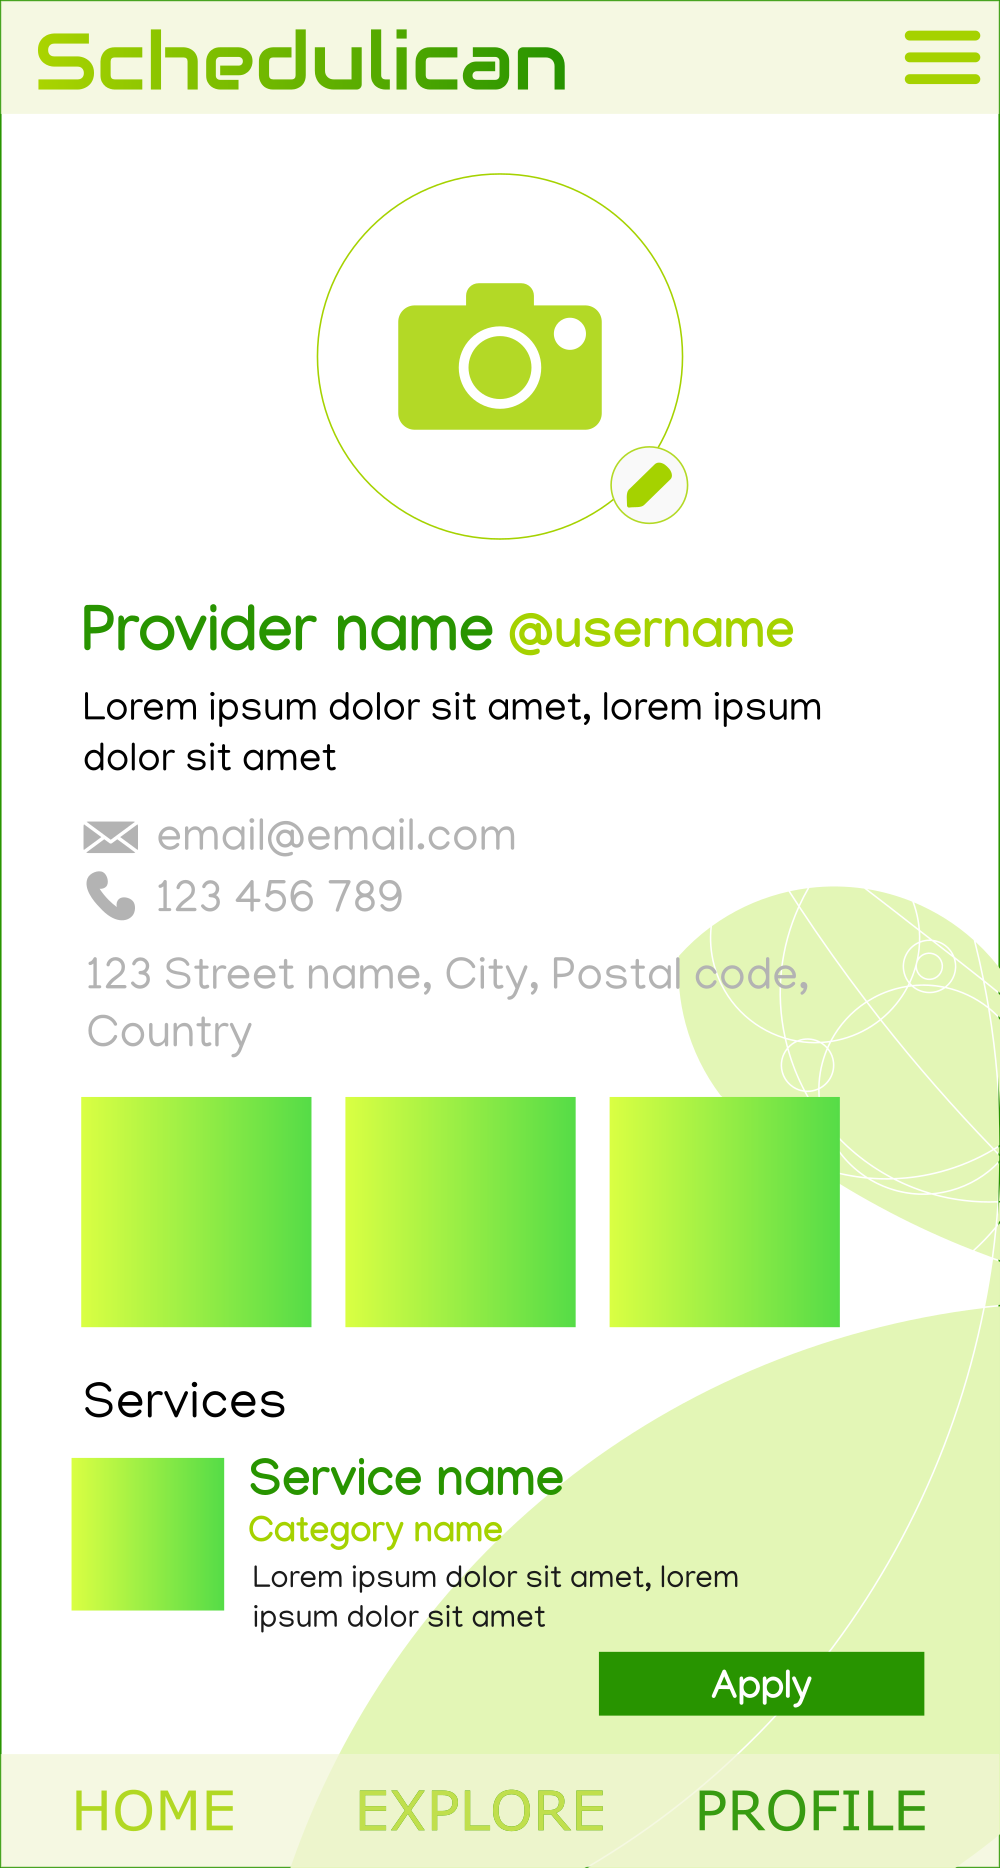 Schedulican
Provider name @username
Lorem ipsum dolor sit amet, lorem ipsum
dolor sit amet
email@email.com
123 456 789
123 Street name, City, Postal code,
Country
Services
Service name
Category name
Lorem ipsum dolor sit amet, lorem
ipsum dolor sit amet
Apply
HOME EXPLORE PROFILE